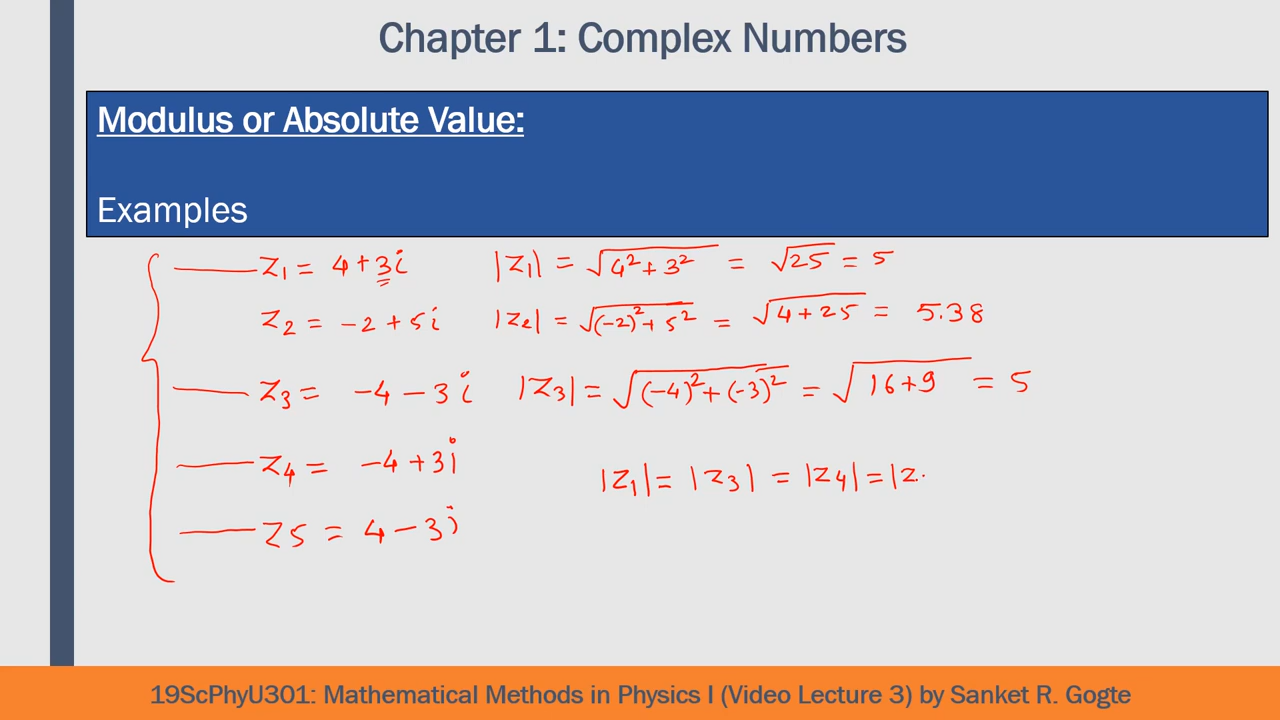 Chapter 1: Complex Numbers
Modulus or Absolute Value:
Examples
z₁ = 4 + 3i |z₁| = √(4² + 3²) = √25 = 5
z₂ = -2 + 5i |z₂| = √((-2)² + 5²) = √(4 + 25) = 5.38
z₃ = -4 - 3i |z₃| = √((-4)² + (-3)²) = √(16 + 9) = 5
z₄ = -4 + 3i
|z₁| = |z₃| = |z₄| = |z
z5 = 4 - 3i
19ScPhyU301: Mathematical Methods in Physics I (Video Lecture 3) by Sanket R. Gogte